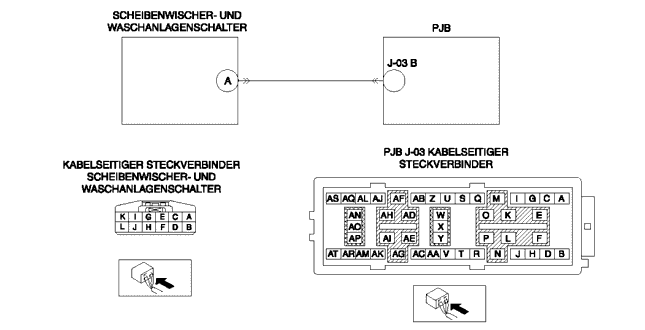 SCHEIBENWISCHER- UND
WASCHANLAGENSCHALTER
PJB
J-03 B
A
KABELSEITIGER STECKVERBINDER
SCHEIBENWISCHER- UND
WASCHANLAGENSCHALTER
K I G E C A
L J H F D B
PJB J-03 KABELSEITIGER
STECKVERBINDER
AS AQ AL AJ AF AB Z U S Q M I G C A
AN AH AD W O K E
AO X
AP AI AE Y P L F
AT AR AM AK AG AC AA V T R N J H D B